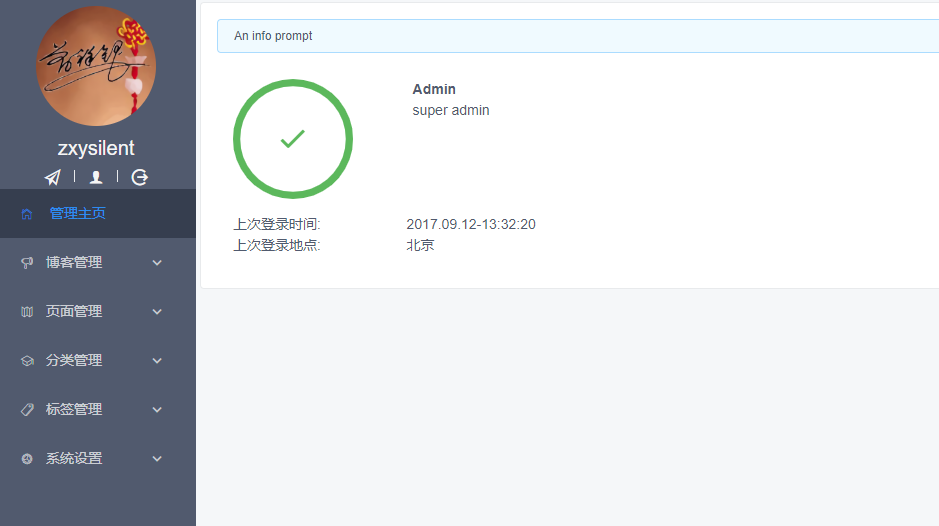 zxysilent
管理主页
博客管理
页面管理
分类管理
标签管理
系统设置
An info prompt
Admin
super admin
上次登录时间: 2017.09.12-13:32:20
上次登录地点: 北京